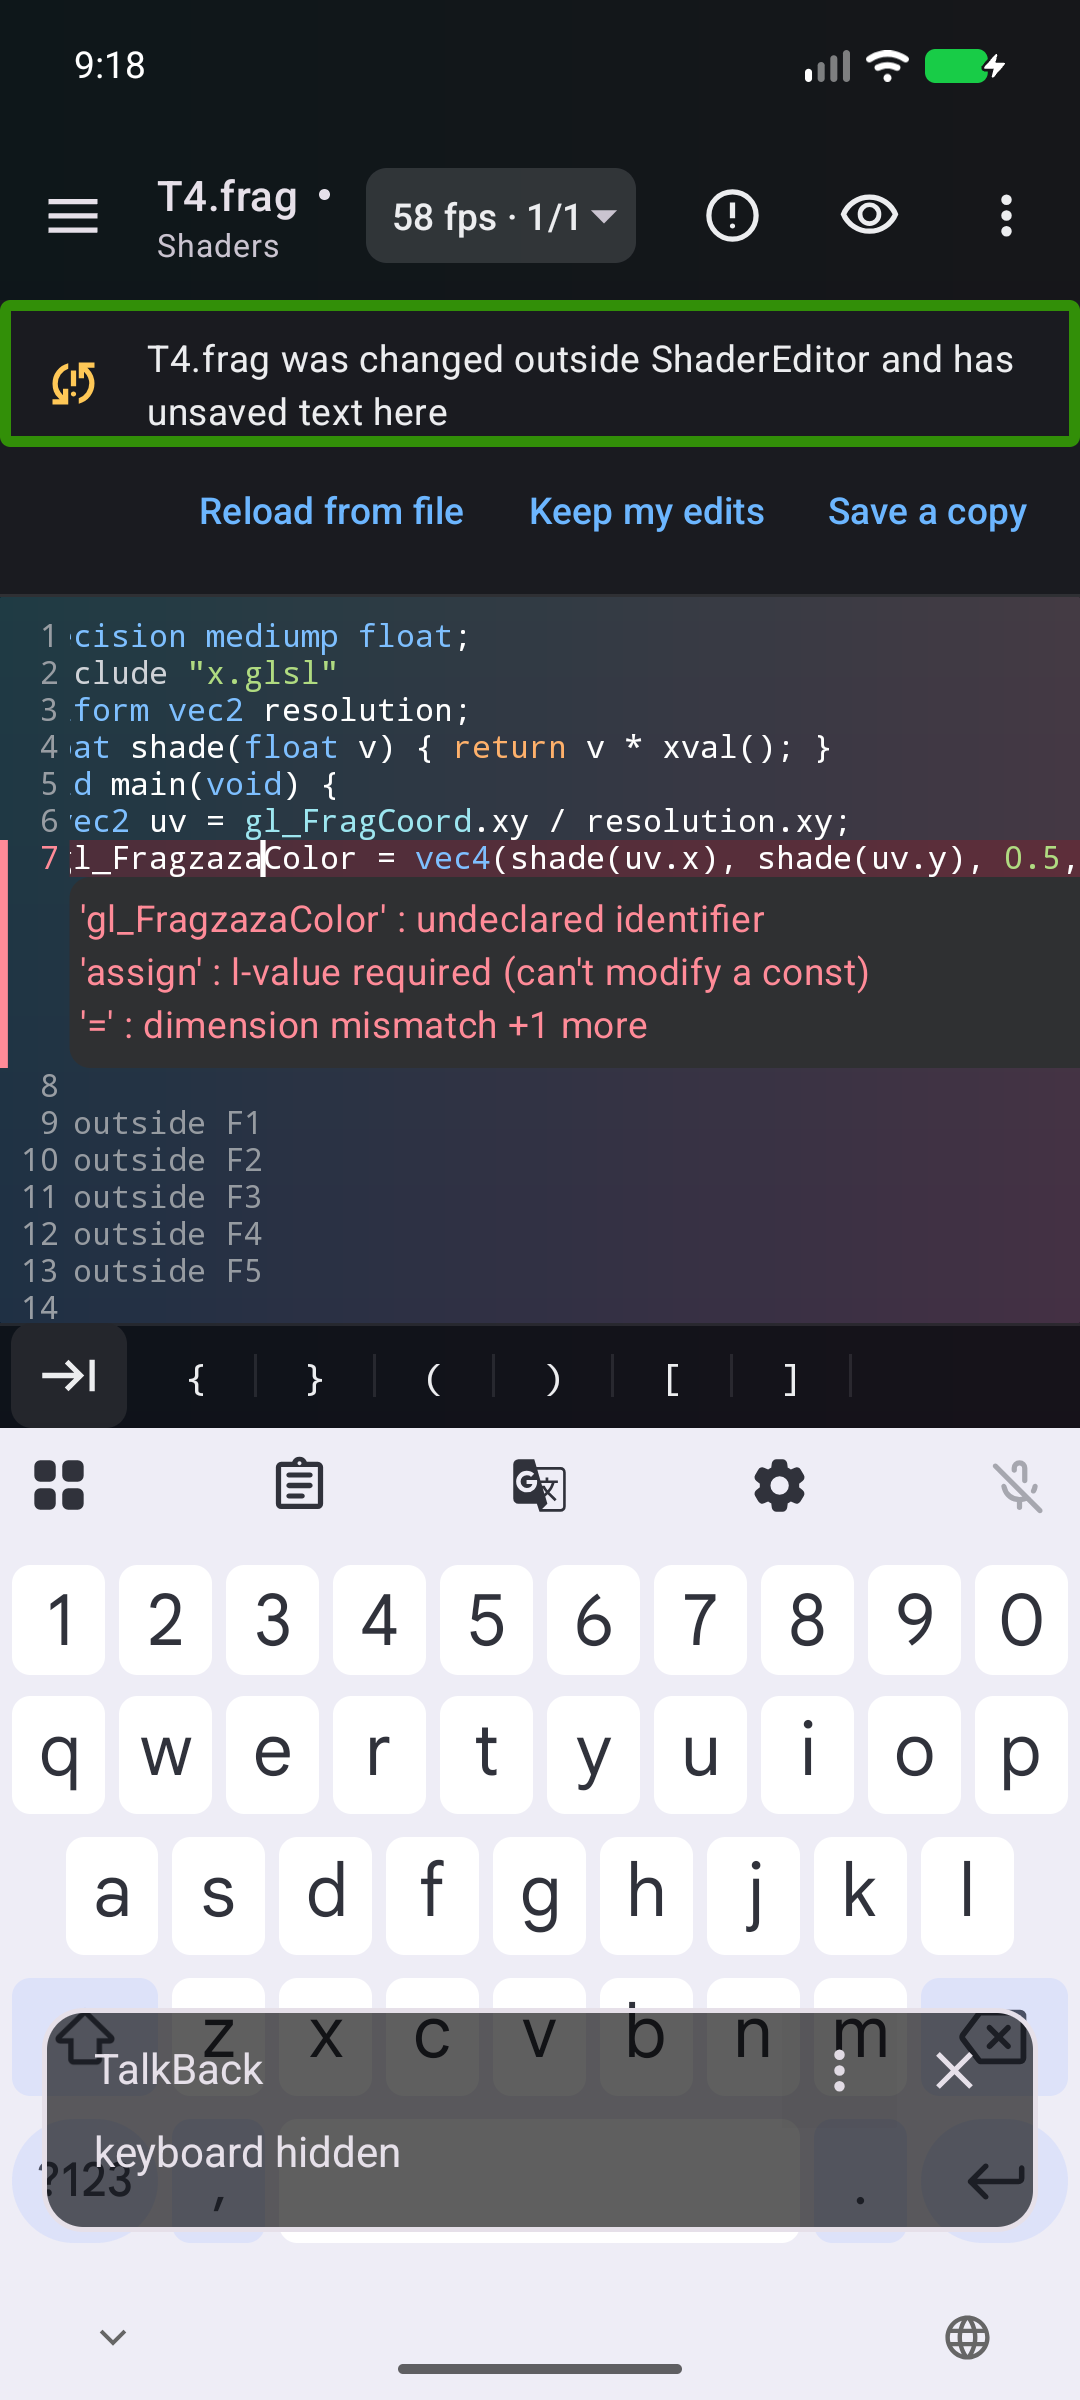 9:18
T4.frag •
Shaders
58 fps · 1/1
T4.frag was changed outside ShaderEditor and has
unsaved text here
Reload from file Keep my edits Save a copy
1 cision mediump float;
2 clude "x.glsl"
3 form vec2 resolution;
4 at shade(float v) { return v * xval(); }
5 d main(void) {
6 vec2 uv = gl_FragCoord.xy / resolution.xy;
7 gl_FragzazaColor = vec4(shade(uv.x), shade(uv.y), 0.5,
'gl_FragzazaColor' : undeclared identifier
'assign' : l-value required (can't modify a const)
'=' : dimension mismatch +1 more
8
9 outside F1
10 outside F2
11 outside F3
12 outside F4
13 outside F5
14
{ } ( ) [ ]
1 2 3 4 5 6 7 8 9 0
q w e r t y u i o p
a s d f g h j k l
z x c v b n m
TalkBack
keyboard hidden
?123 , .